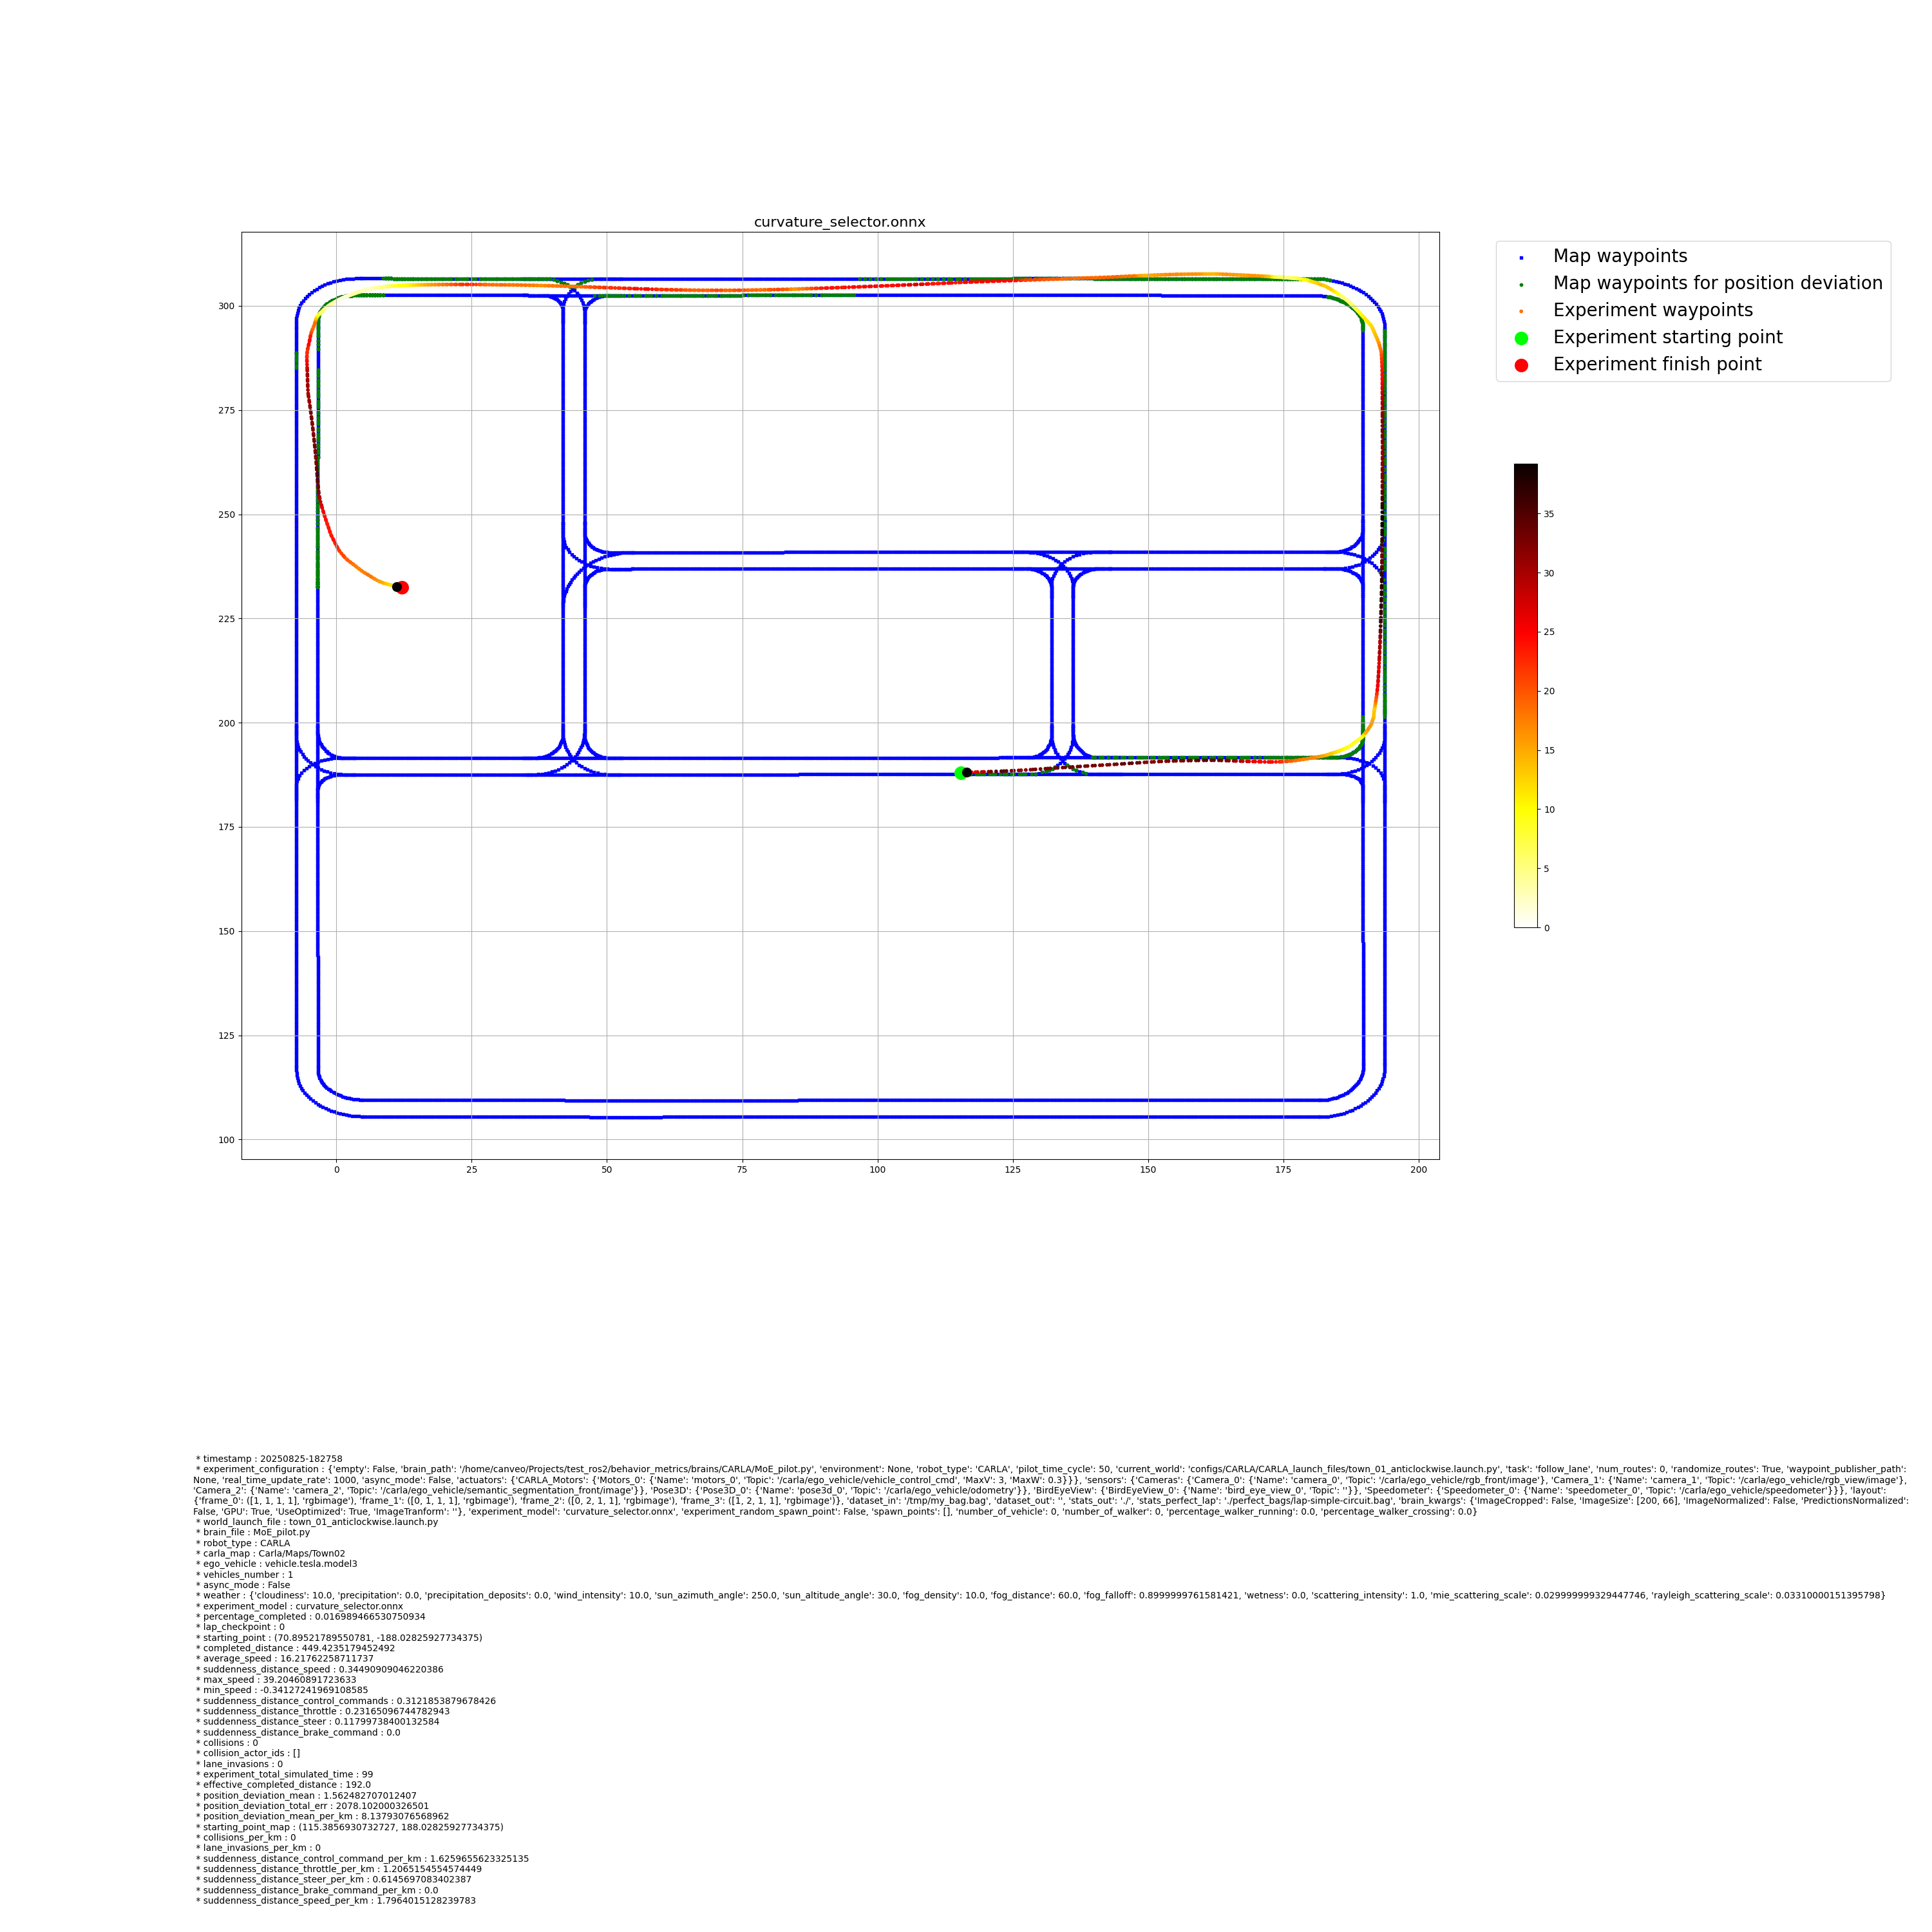 curvature_selector.onnx
Map waypoints
Map waypoints for position deviation
Experiment waypoints
Experiment starting point
Experiment finish point
300
275
250
225
200
175
150
125
100
0
25
50
75
100
125
150
175
200
35
30
25
20
15
10
5
0
* timestamp : 20250825-182758
* experiment_configuration : {'empty': False, 'brain_path': '/home/canveo/Projects/test_ros2/behavior_metrics/brains/CARLA/MoE_pilot.py', 'environment': None, 'robot_type': 'CARLA', 'pilot_time_cycle': 50, 'current_world': 'configs/CARLA/CARLA_launch_files/town_01_anticlockwise.launch.py', 'task': 'follow_lane', 'num_routes': 0, 'randomize_routes': True, 'waypoint_publisher_path':
None, 'real_time_update_rate': 1000, 'async_mode': False, 'actuators': {'CARLA_Motors': {'Motors_0': {'Name': 'motors_0', 'Topic': '/carla/ego_vehicle/vehicle_control_cmd', 'MaxV': 3, 'MaxW': 0.3}}}, 'sensors': {'Cameras': {'Camera_0': {'Name': 'camera_0', 'Topic': '/carla/ego_vehicle/rgb_front/image'}, 'Camera_1': {'Name': 'camera_1', 'Topic': '/carla/ego_vehicle/rgb_view/image'},
'Camera_2': {'Name': 'camera_2', 'Topic': '/carla/ego_vehicle/semantic_segmentation_front/image'}}, 'Pose3D': {'Pose3D_0': {'Name': 'pose3d_0', 'Topic': '/carla/ego_vehicle/odometry'}}, 'BirdEyeView': {'BirdEyeView_0': {'Name': 'bird_eye_view_0', 'Topic': ''}}, 'Speedometer': {'Speedometer_0': {'Name': 'speedometer_0', 'Topic': '/carla/ego_vehicle/speedometer'}}}, 'layout':
{'frame_0': ([1, 1, 1, 1], 'rgbimage'), 'frame_1': ([0, 1, 1, 1], 'rgbimage'), 'frame_2': ([0, 2, 1, 1], 'rgbimage'), 'frame_3': ([1, 2, 1, 1], 'rgbimage')}, 'dataset_in': '/tmp/my_bag.bag', 'dataset_out': '', 'stats_out': './', 'stats_perfect_lap': './perfect_bags/lap-simple-circuit.bag', 'brain_kwargs': {'ImageCropped': False, 'ImageSize': [200, 66], 'ImageNormalized': False, 'PredictionsNormalized':
False, 'GPU': True, 'UseOptimized': True, 'ImageTranform': ''}, 'experiment_model': 'curvature_selector.onnx', 'experiment_random_spawn_point': False, 'spawn_points': [], 'number_of_vehicle': 0, 'number_of_walker': 0, 'percentage_walker_running': 0.0, 'percentage_walker_crossing': 0.0}
* world_launch_file : town_01_anticlockwise.launch.py
* brain_file : MoE_pilot.py
* robot_type : CARLA
* carla_map : Carla/Maps/Town02
* ego_vehicle : vehicle.tesla.model3
* vehicles_number : 1
* async_mode : False
* weather : {'cloudiness': 10.0, 'precipitation': 0.0, 'precipitation_deposits': 0.0, 'wind_intensity': 10.0, 'sun_azimuth_angle': 250.0, 'sun_altitude_angle': 30.0, 'fog_density': 10.0, 'fog_distance': 60.0, 'fog_falloff': 0.8999999761581421, 'wetness': 0.0, 'scattering_intensity': 1.0, 'mie_scattering_scale': 0.029999999329447746, 'rayleigh_scattering_scale': 0.03310000151395798}
* experiment_model : curvature_selector.onnx
* percentage_completed : 0.016989466530750934
* lap_checkpoint : 0
* starting_point : (70.89521789550781, -188.02825927734375)
* completed_distance : 449.4235179452492
* average_speed : 16.21762258711737
* suddenness_distance_speed : 0.34490909046220386
* max_speed : 39.20460891723633
* min_speed : -0.34127241969108585
* suddenness_distance_control_commands : 0.3121853879678426
* suddenness_distance_throttle : 0.23165096744782943
* suddenness_distance_steer : 0.11799738400132584
* suddenness_distance_brake_command : 0.0
* collisions : 0
* collision_actor_ids : []
* lane_invasions : 0
* experiment_total_simulated_time : 99
* effective_completed_distance : 192.0
* position_deviation_mean : 1.562482707012407
* position_deviation_total_err : 2078.102000326501
* position_deviation_mean_per_km : 8.13793076568962
* starting_point_map : (115.3856930732727, 188.02825927734375)
* collisions_per_km : 0
* lane_invasions_per_km : 0
* suddenness_distance_control_command_per_km : 1.6259655623325135
* suddenness_distance_throttle_per_km : 1.2065154554574449
* suddenness_distance_steer_per_km : 0.6145697083402387
* suddenness_distance_brake_command_per_km : 0.0
* suddenness_distance_speed_per_km : 1.7964015128239783